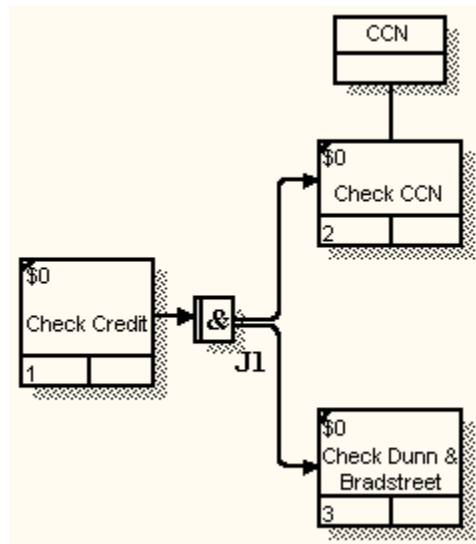 CCN
$0
Check CCN
2
$0
Check Credit
1
&
J1
$0
Check Dunn &
Bradstreet
3